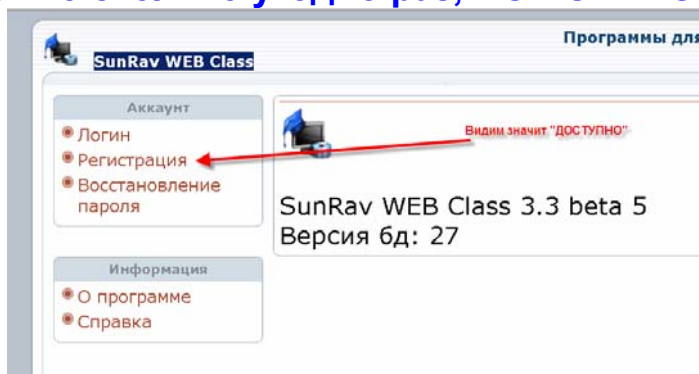 Программы для
SunRav WEB Class
Аккаунт
Логин
Регистрация
Восстановление
пароля
Видим значит "ДОСТУПНО"
SunRav WEB Class 3.3 beta 5
Версия бд: 27
Информация
О программе
Справка